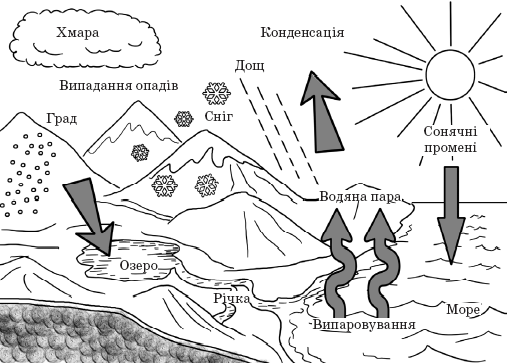 Хмара
Конденсація
Дощ
Випадання опадів
Град
Сніг
Сонячні
промені
Водяна пара
Озеро
Річка
Море
Випаровування